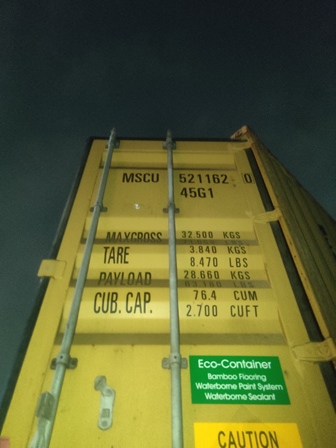 MSCU 521162 0
45G1
MAXGROSS 32.500 KGS
TARE 3.840 KGS
8.470 LBS
PAYLOAD 28.660 KGS
CUB. CAP. 76.4 CUM
2.700 CUFT
Eco-Container
Bamboo Flooring
Waterborne Paint System
Waterborne Sealant
CAUTION